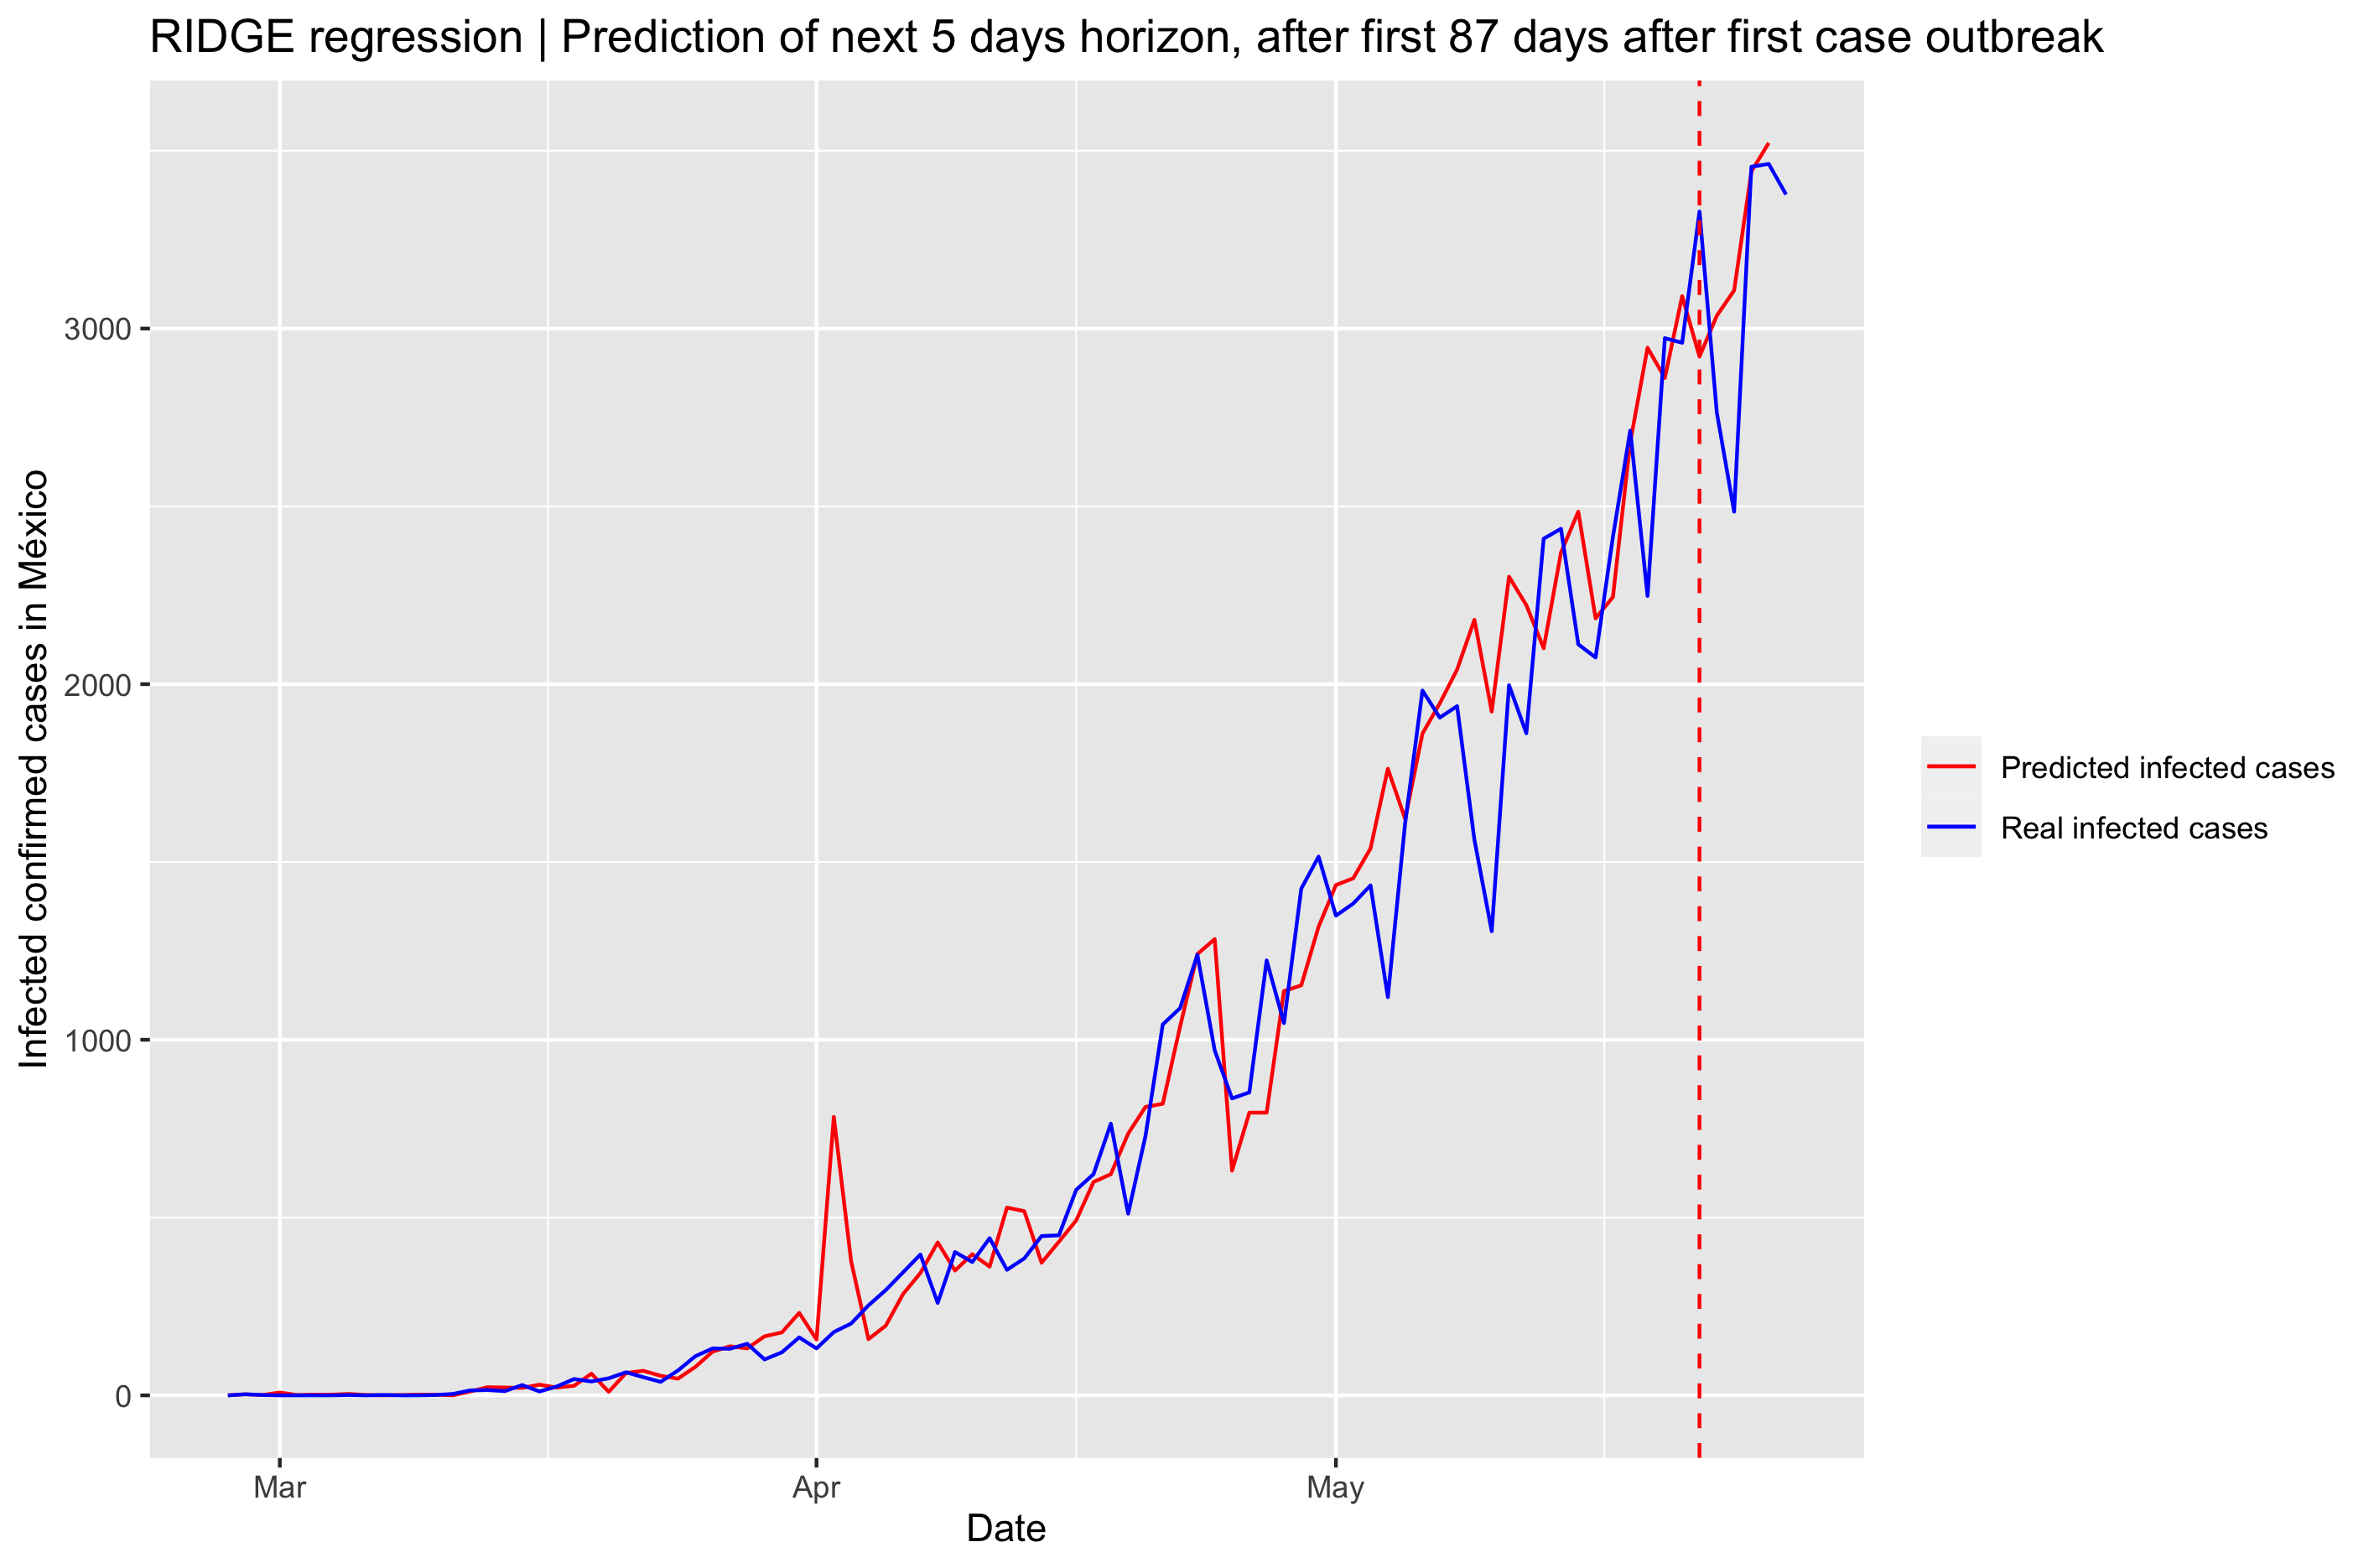 RIDGE regression | Prediction of next 5 days horizon, after first 87 days after first case outbreak
Infected confirmed cases in México
3000
2000
1000
0
Mar
Apr
May
Date
Predicted infected cases
Real infected cases